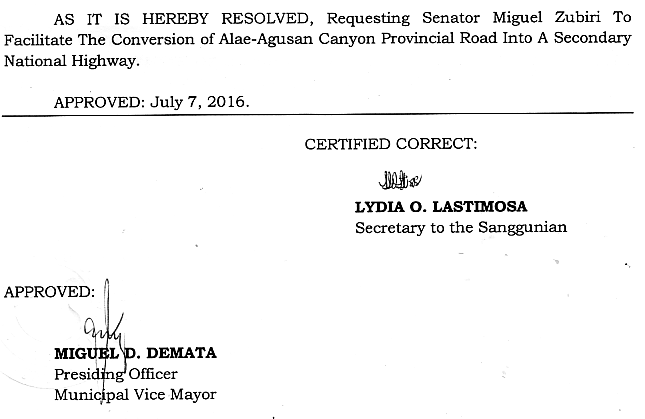 AS IT IS HEREBY RESOLVED, Requesting Senator Miguel Zubiri To
Facilitate The Conversion of Alae-Agusan Canyon Provincial Road Into A Secondary
National Highway.
APPROVED: July 7, 2016.
CERTIFIED CORRECT:
LYDIA O. LASTIMOSA
Secretary to the Sanggunian
APPROVED:
MIGUEL D. DEMATA
Presiding Officer
Municipal Vice Mayor